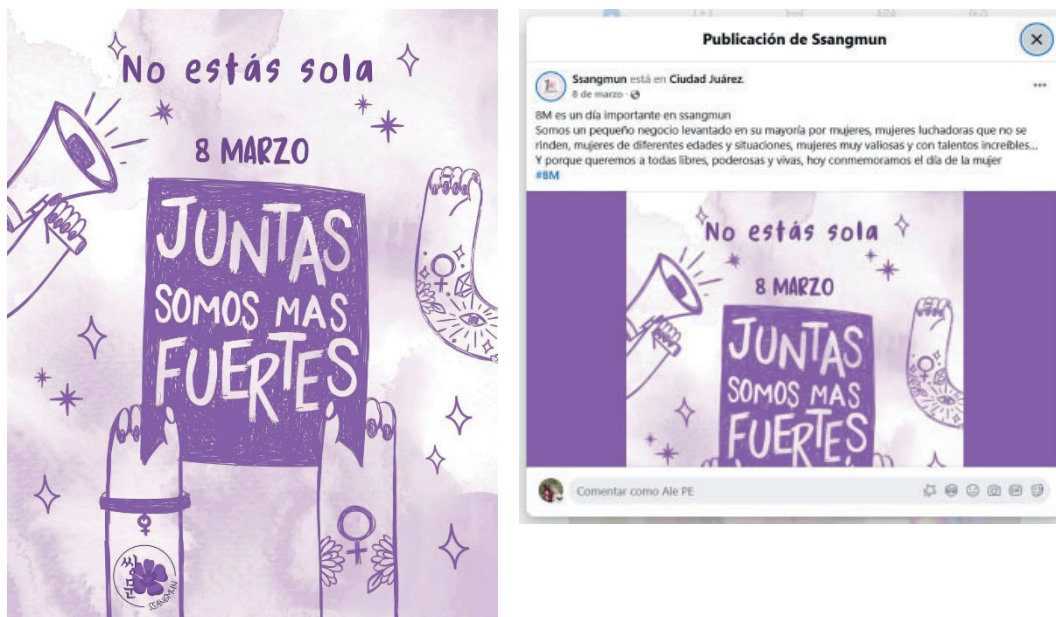 No estás sola
8 MARZO
JUNTAS
SOMOS MAS
FUERTES
쌍문
SSANGMUN
Publicación de Ssangmun
Ssangmun está en Ciudad Juárez.
8 de marzo ·
8M es un día importante en ssangmun
Somos un pequeño negocio levantado en su mayoría por mujeres, mujeres luchadoras que no se
rinden, mujeres de diferentes edades y situaciones, mujeres muy valiosas y con talentos increíbles...
Y porque queremos a todas libres, poderosas y vivas, hoy conmemoramos el día de la mujer
#8M
No estás sola
8 MARZO
JUNTAS
SOMOS MAS
FUERTES
Comentar como Ale PE